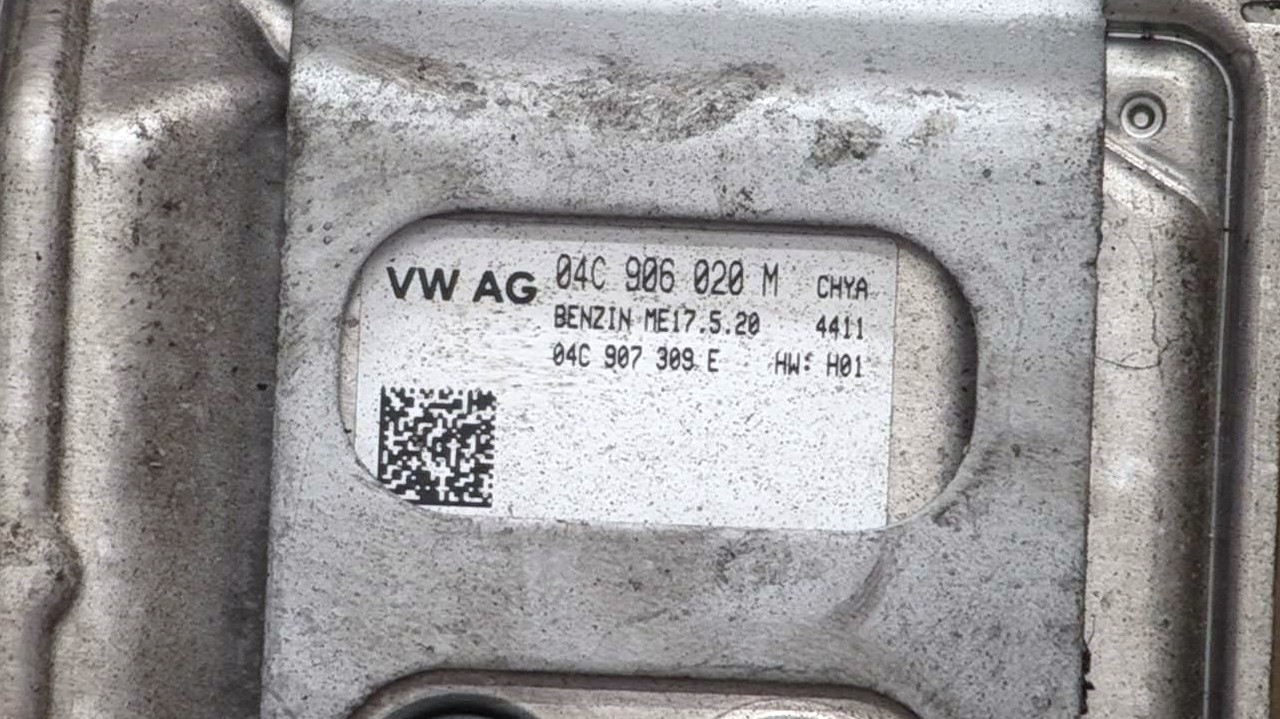 VW AG 04C 906 020 M CHYA
BENZIN ME17.5.20 4411
04C 907 309 E HW: H01